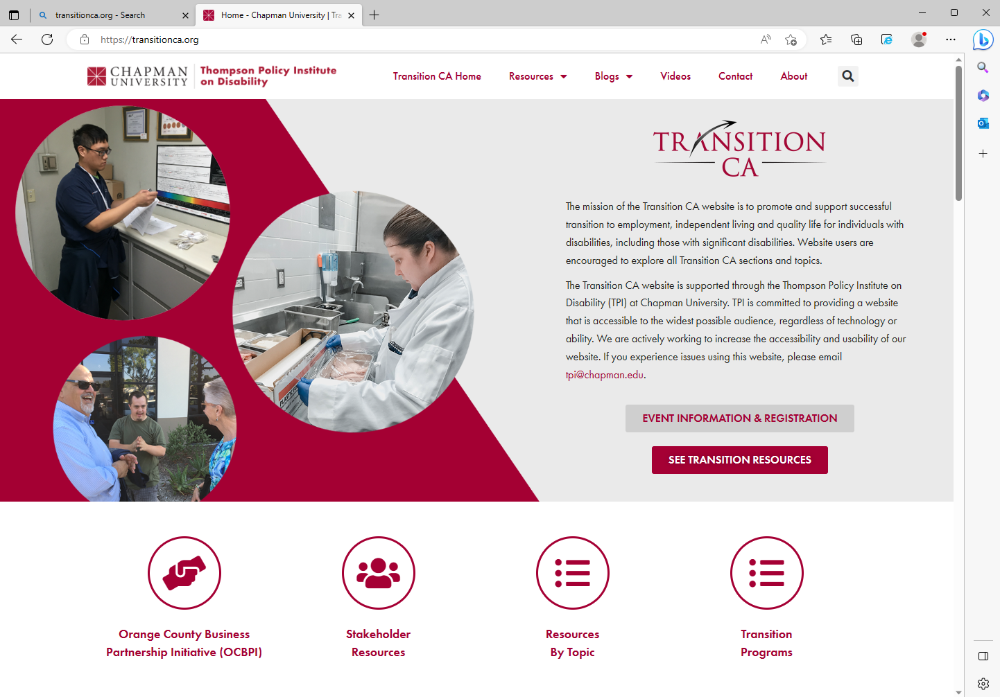 transitionca.org - Search
Home - Chapman University | Tra
https://transitionca.org
CHAPMAN UNIVERSITY
Thompson Policy Institute
on Disability
Transition CA Home
Resources
Blogs
Videos
Contact
About
TRANSITION
CA
The mission of the Transition CA website is to promote and support successful
transition to employment, independent living and quality life for individuals with
disabilities, including those with significant disabilities. Website users are
encouraged to explore all Transition CA sections and topics.
The Transition CA website is supported through the Thompson Policy Institute on
Disability (TPI) at Chapman University. TPI is committed to providing a website
that is accessible to the widest possible audience, regardless of technology or
ability. We are actively working to increase the accessibility and usability of our
website. If you experience issues using this website, please email
tpi@chapman.edu.
EVENT INFORMATION & REGISTRATION
SEE TRANSITION RESOURCES
Orange County Business
Partnership Initiative (OCBPI)
Stakeholder
Resources
Resources
By Topic
Transition
Programs